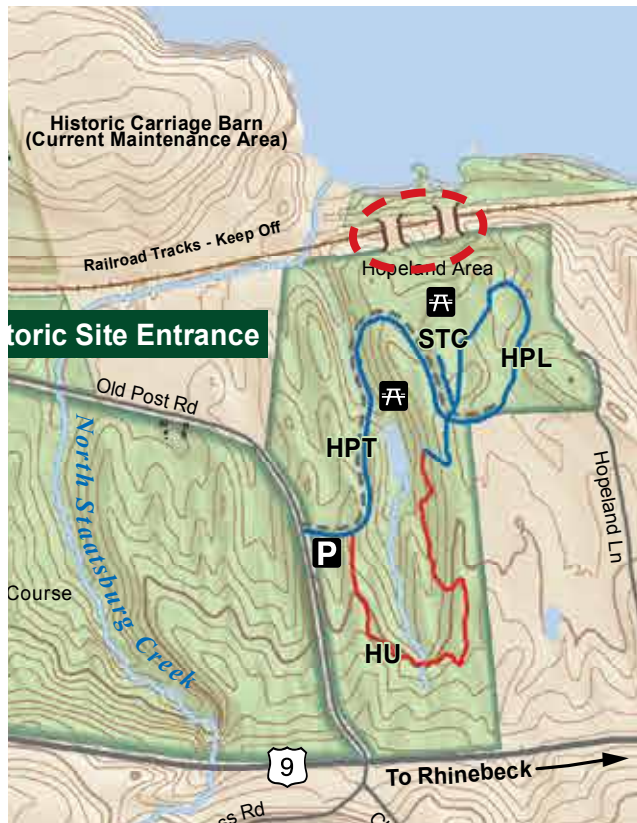 Historic Carriage Barn
(Current Maintenance Area)
Railroad Tracks - Keep Off
Hopeland Area
toric Site Entrance
STC
HPL
Old Post Rd
HPT
North Staatsburg Creek
Hopeland Ln
P
Course
HU
9
To Rhinebeck
ss Rd